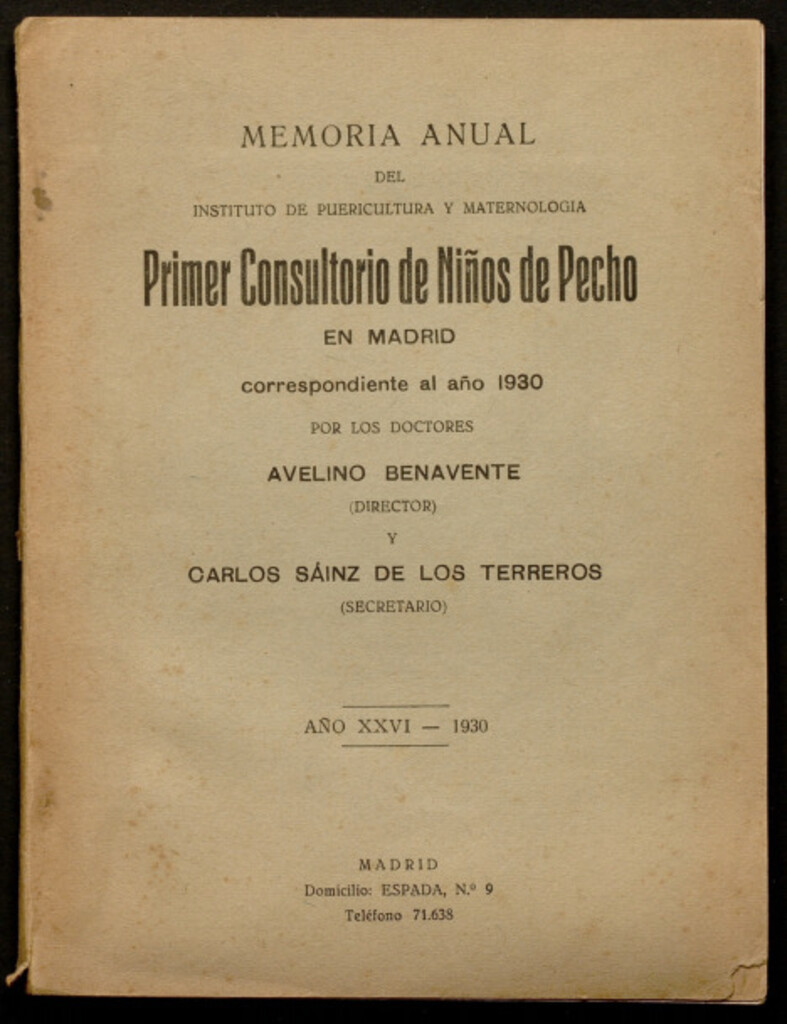 MEMORIA ANUAL
DEL
INSTITUTO DE PUERICULTURA Y MATERNOLOGIA
Primer Consultorio de Niños de Pecho
EN MADRID
correspondiente al año 1930
POR LOS DOCTORES
AVELINO BENAVENTE
(DIRECTOR)
Y
CARLOS SÁINZ DE LOS TERREROS
(SECRETARIO)
AÑO XXVI — 1930
MADRID
Domicilio: ESPADA, N.º 9
Teléfono 71.638